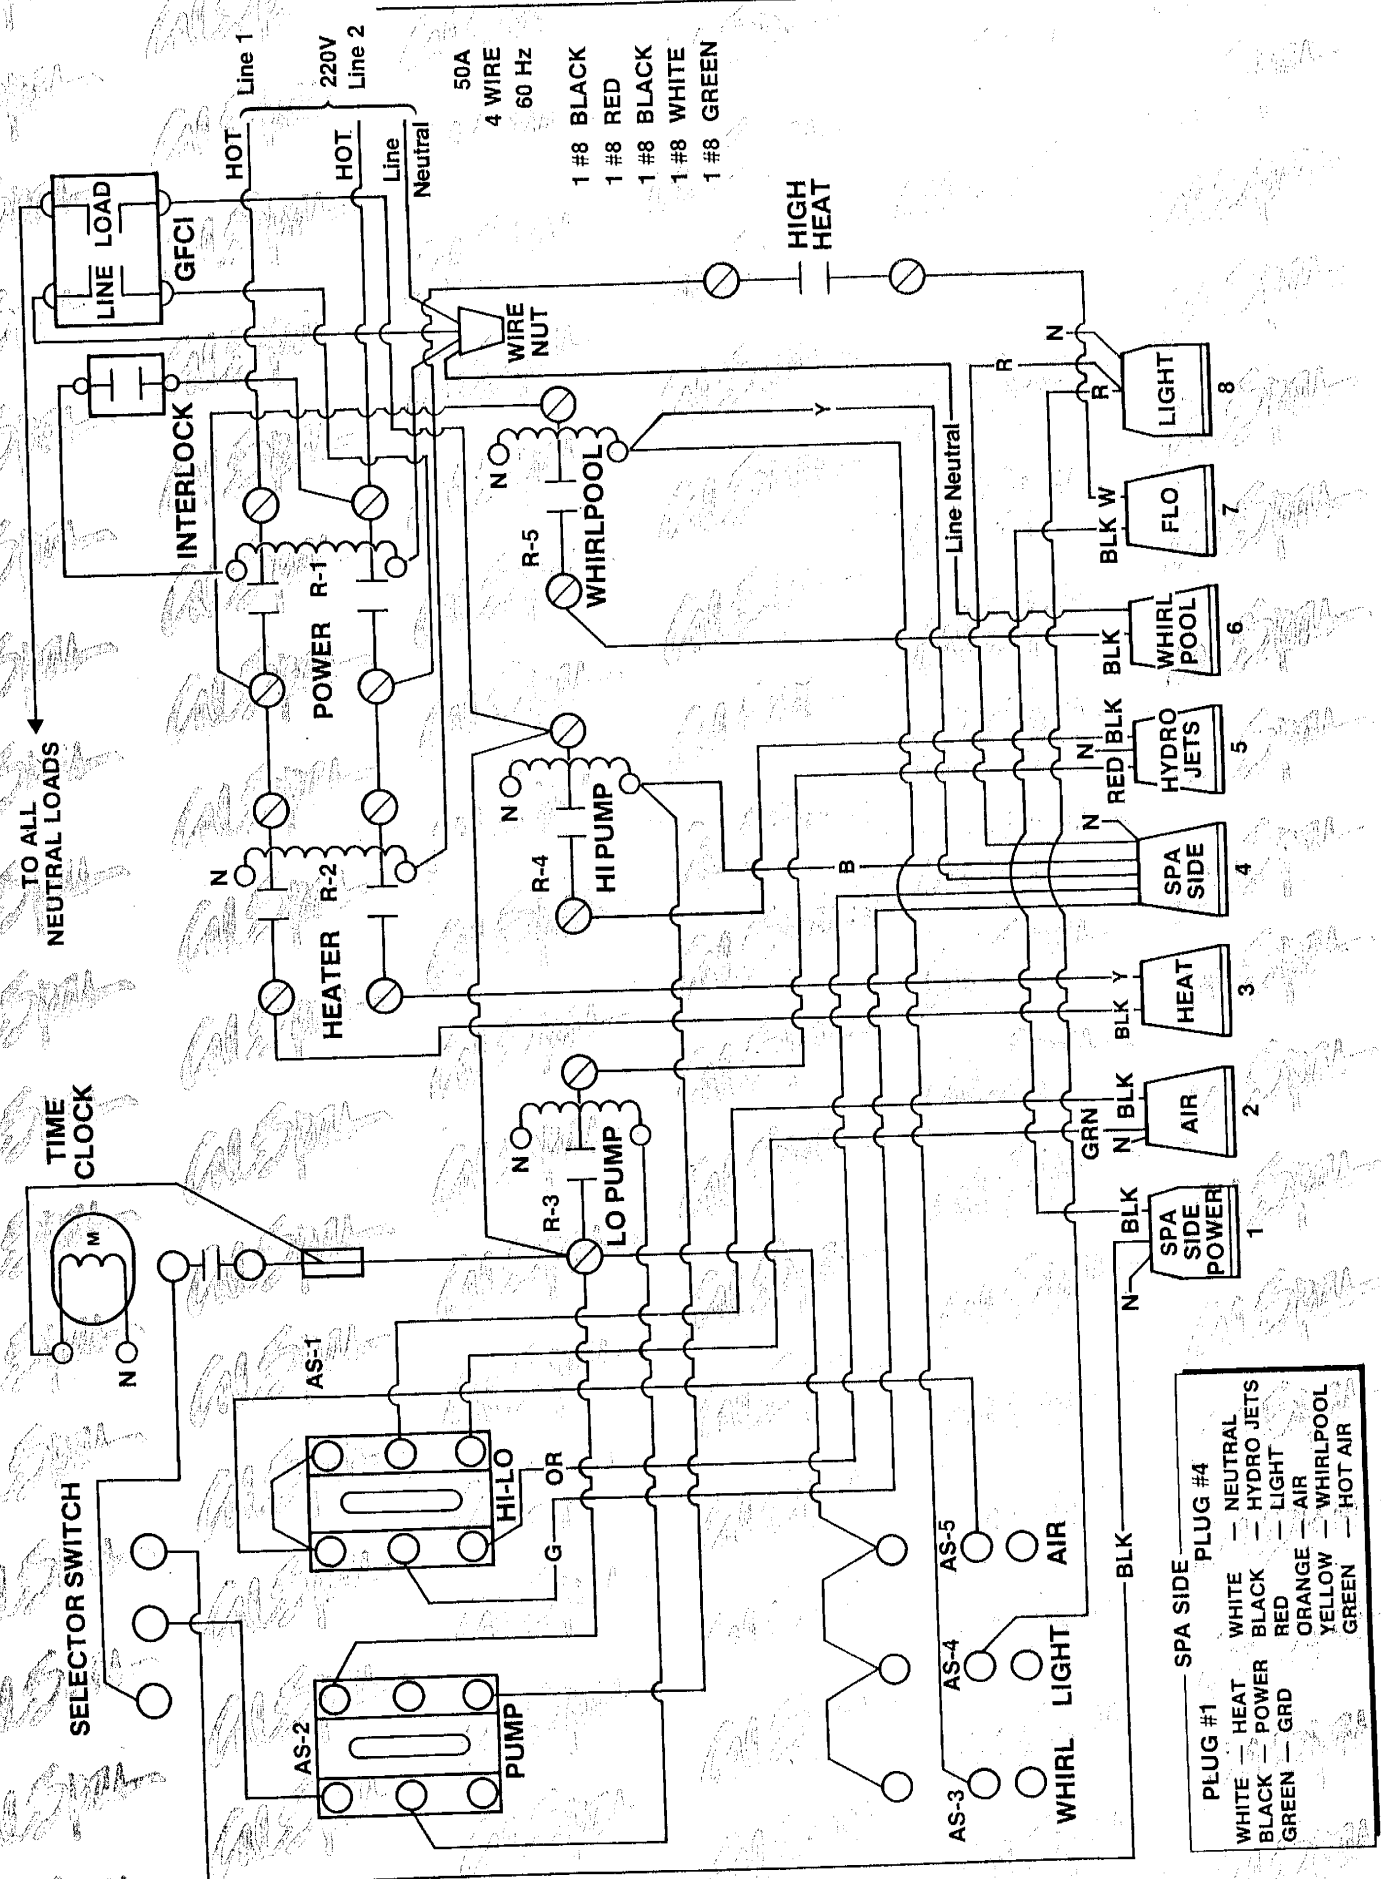 Line 1
220V
Line 2
HOT
HOT
Line
Neutral
50A
4 WIRE
60 Hz
1 #8 BLACK
1 #8 RED
1 #8 BLACK
1 #8 WHITE
1 #8 GREEN
LINE LOAD
GFCI
INTERLOCK
WIRE
NUT
HIGH
HEAT
TO ALL
NEUTRAL LOADS
POWER R-1
N
HEATER R-2
N
R-5
WHIRLPOOL
Y
Line Neutral
N
R-4
HI PUMP
B
N
R-3
LO PUMP
TIME
CLOCK
M
N
SELECTOR SWITCH
AS-1
HI-LO
OR
G
AS-2
PUMP
AS-5
AIR
AS-4
LIGHT
AS-3
WHIRL
N
R
R
LIGHT
8
BLK W
FLO
7
BLK
WHIRL
POOL
6
RED N BLK
HYDRO
JETS
5
N
SPA
SIDE
4
BLK Y
HEAT
3
GRN
N BLK
AIR
2
N
BLK
SPA
SIDE
POWER
1
BLK
SPA SIDE
PLUG #1
WHITE — HEAT
BLACK — POWER
GREEN — GRD
PLUG #4
WHITE — NEUTRAL
BLACK — HYDRO JETS
RED — LIGHT
ORANGE — AIR
YELLOW — WHIRLPOOL
GREEN — HOT AIR
Cal Spas